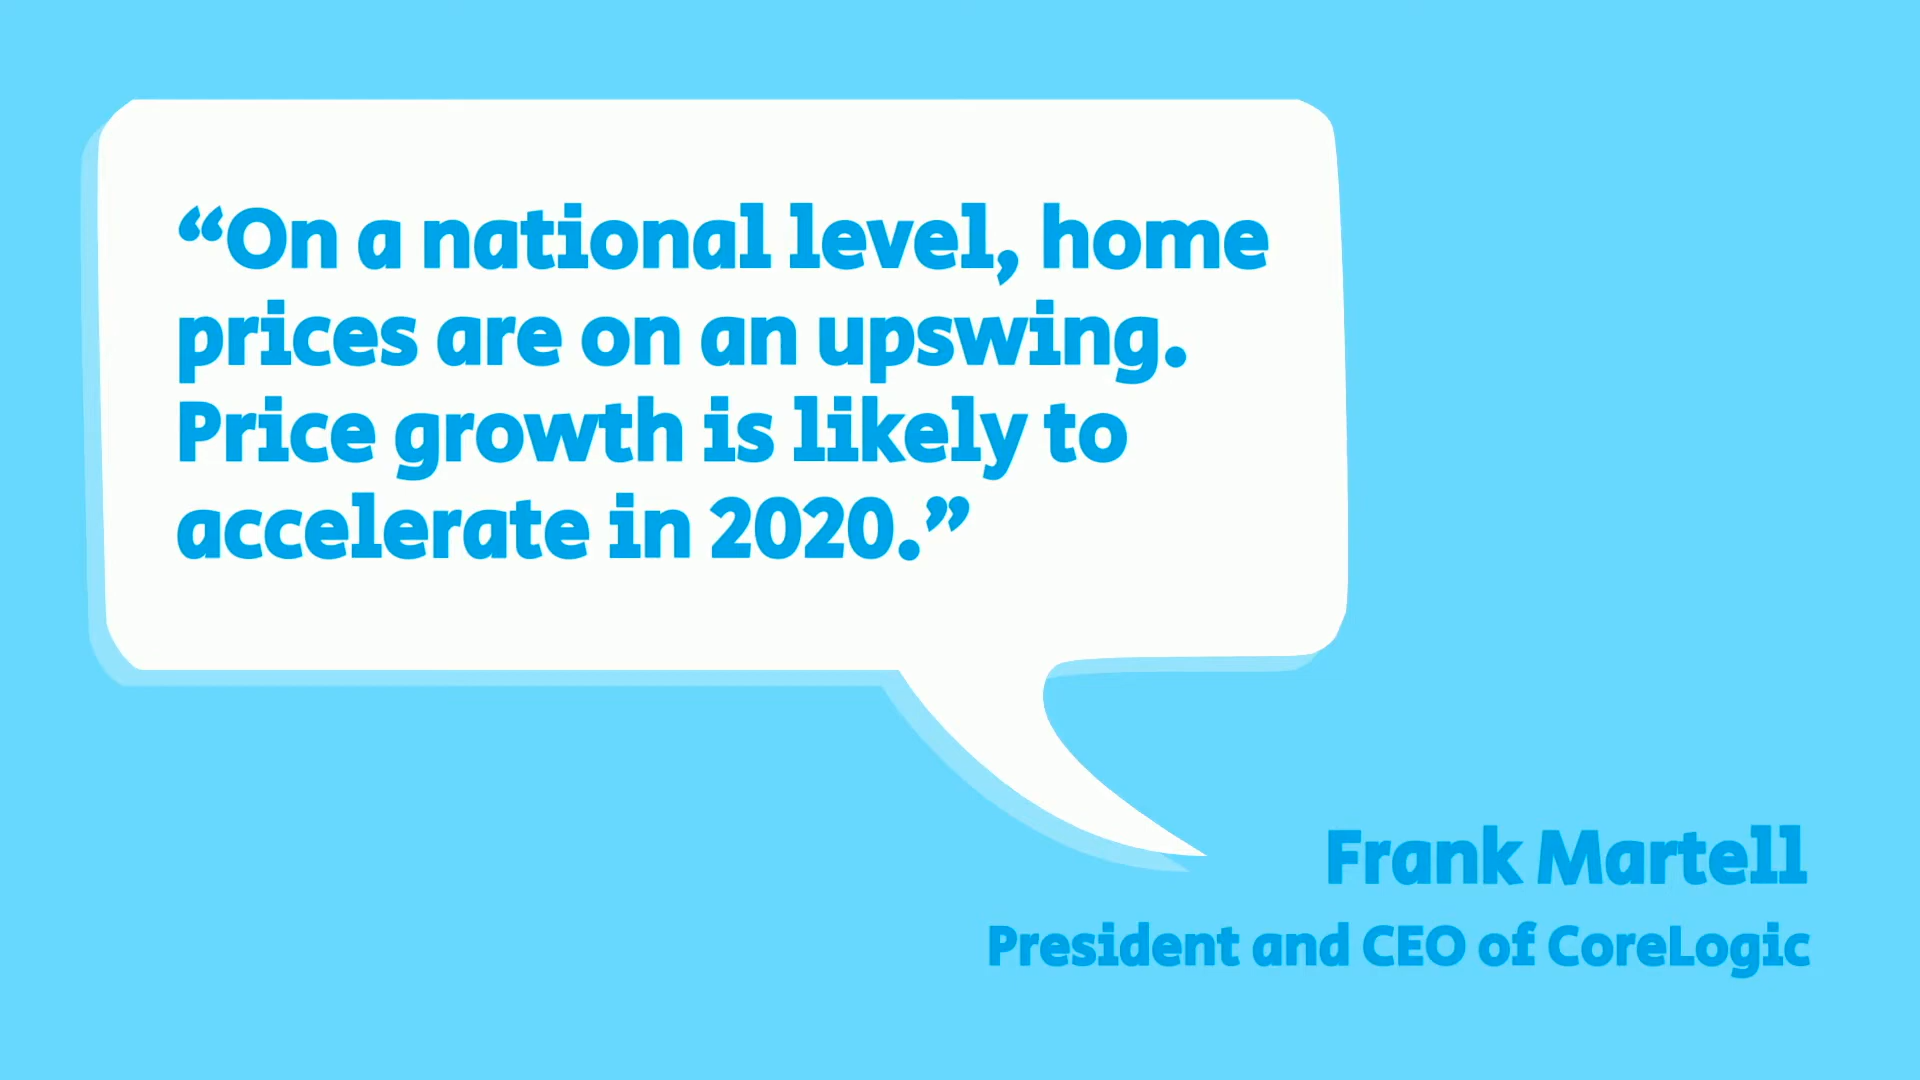 “On a national level, home
prices are on an upswing.
Price growth is likely to
accelerate in 2020.”
Frank Martell
President and CEO of CoreLogic